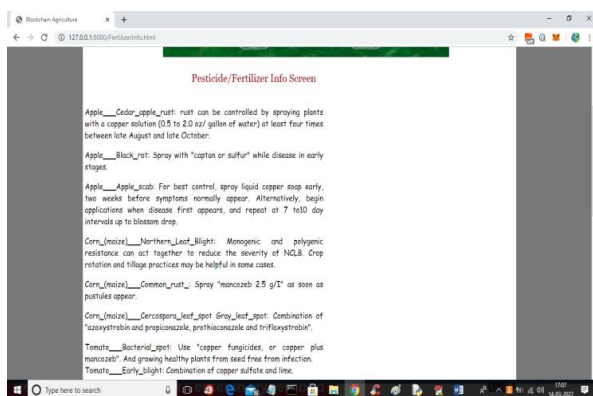 Blockchain Agriculture
127.0.0.1:8000/FertilizerInfo.html
Pesticide/Fertilizer Info Screen
Apple___Cedar_apple_rust: rust can be controlled by spraying plants
with a copper solution (0.5 to 2.0 oz/ gallon of water) at least four times
between late August and late October.
Apple___Black_rot: Spray with "captan or sulfur" while disease in early
stages.
Apple___Apple_scab: For best control, spray liquid copper soap early,
two weeks before symptoms normally appear. Alternatively, begin
applications when disease first appears, and repeat at 7 to10 day
intervals up to blossom drop.
Corn_(maize)___Northern_Leaf_Blight: Monogenic and polygenic
resistance can act together to reduce the severity of NCLB. Crop
rotation and tillage practices may be helpful in some cases.
Corn_(maize)___Common_rust_: Spray "mancozeb 2.5 g/I" as soon as
pustules appear.
Corn_(maize)___Cercospora_leaf_spot Gray_leaf_spot: Combination of
"azoxystrobin and propiconazole, prothioconazole and trifloxystrobin".
Tomato___Bacterial_spot: Use "copper fungicides, or copper plus
mancozeb". And growing healthy plants from seed free from infection.
Tomato___Early_blight: Combination of copper sulfate and lime.
Type here to search
17:07
14-03-2022